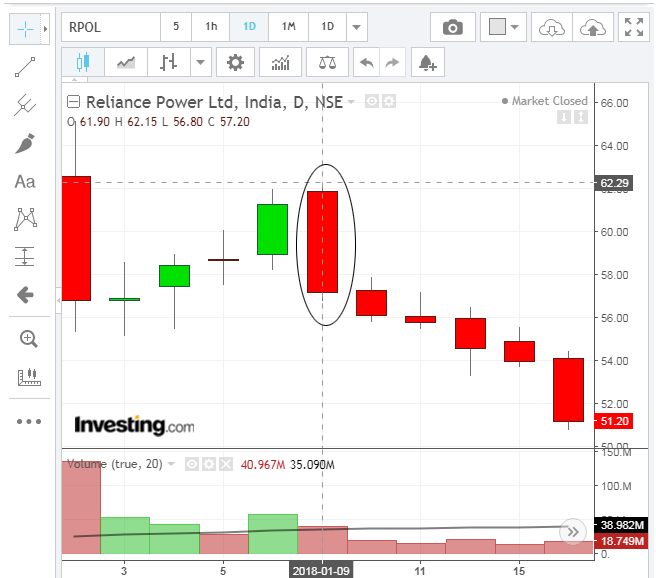 RPOL 5 1h 1D 1M 1D
Reliance Power Ltd, India, D, NSE
Market Closed
O 61.90 H 62.15 L 56.80 C 57.20
66.00
64.00
62.29
60.00
58.00
56.00
54.00
52.00
51.20
50.00
Aa
Investing.com
Volume (true, 20) 40.967M 35.090M
150.M
100.M
38.982M
18.749M
0.
3 5 2018-01-09 11 15